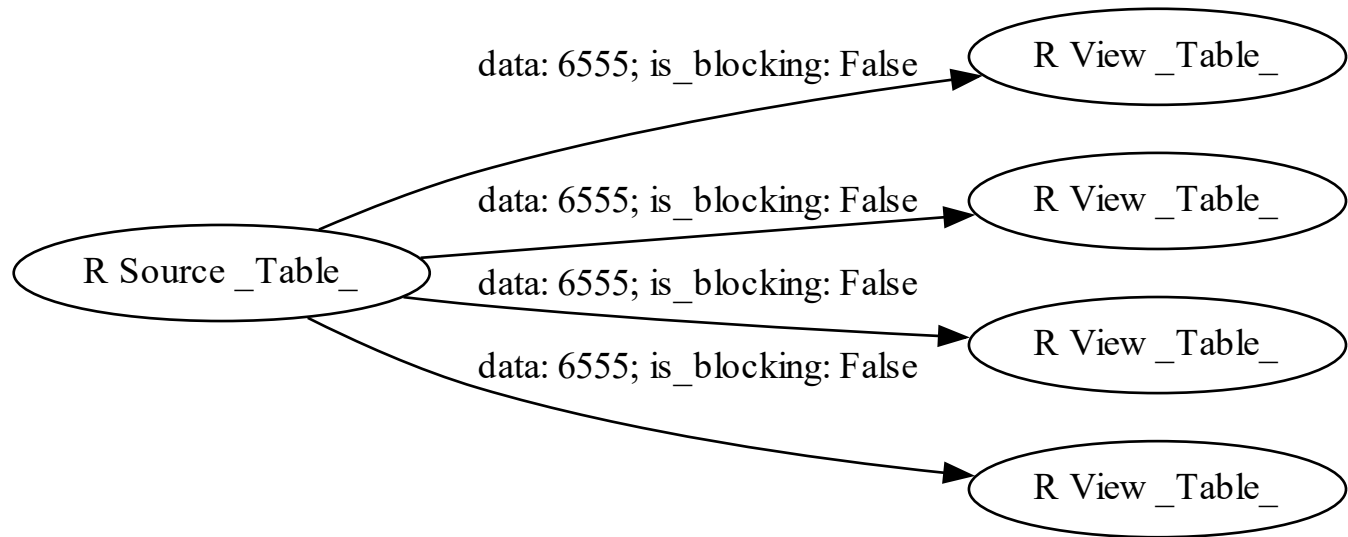 data: 6555; is_blocking: False
R View _Table_
data: 6555; is_blocking: False
R View _Table_
R Source _Table_
data: 6555; is_blocking: False
R View _Table_
data: 6555; is_blocking: False
R View _Table_